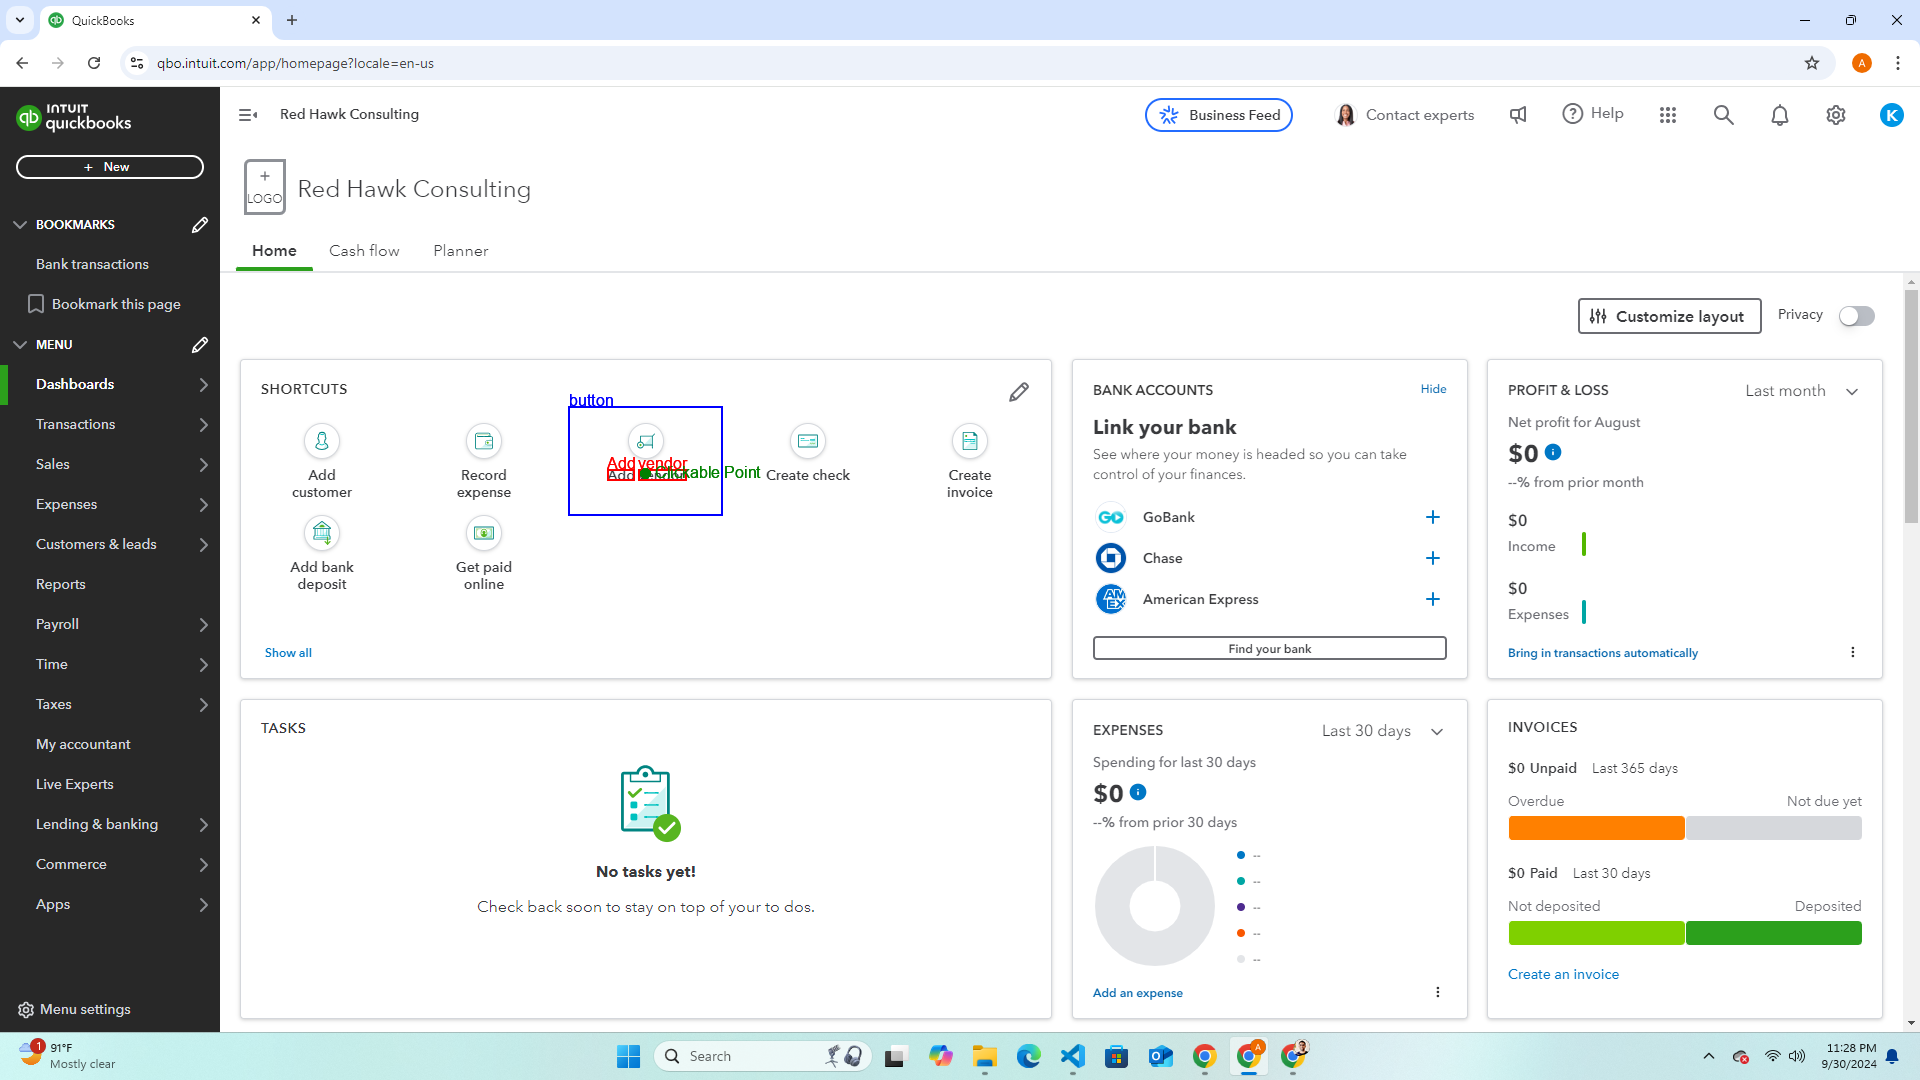 QuickBooks
qbo.intuit.com/app/homepage?locale=en-us
A
INTUIT
quickbooks
Red Hawk Consulting
Business Feed
Contact experts
Help
K
+ New
+
LOGO
Red Hawk Consulting
BOOKMARKS
Bank transactions
Bookmark this page
MENU
Dashboards
Transactions
Sales
Expenses
Customers & leads
Reports
Payroll
Time
Taxes
My accountant
Live Experts
Lending & banking
Commerce
Apps
Menu settings
Home
Cash flow
Planner
Customize layout
Privacy
SHORTCUTS
button
Add
customer
Record
expense
Add vendor
Add vendor
Clickable Point
Create check
Create
invoice
Add bank
deposit
Get paid
online
Show all
BANK ACCOUNTS
Hide
Link your bank
See where your money is headed so you can take
control of your finances.
GoBank
Chase
American Express
Find your bank
PROFIT & LOSS
Last month
Net profit for August
$0
--% from prior month
$0
Income
$0
Expenses
Bring in transactions automatically
TASKS
No tasks yet!
Check back soon to stay on top of your to dos.
EXPENSES
Last 30 days
Spending for last 30 days
$0
--% from prior 30 days
--
--
--
--
--
Add an expense
INVOICES
$0 Unpaid Last 365 days
Overdue
Not due yet
$0 Paid Last 30 days
Not deposited
Deposited
Create an invoice
1
91°F
Mostly clear
Search
A
11:28 PM
9/30/2024